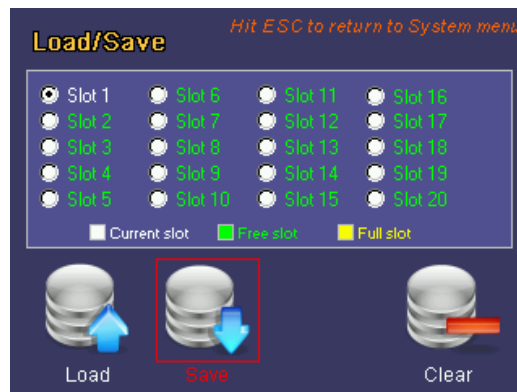 Hit ESC to return to System menu
Load/Save
Slot 1 Slot 6 Slot 11 Slot 16
Slot 2 Slot 7 Slot 12 Slot 17
Slot 3 Slot 8 Slot 13 Slot 18
Slot 4 Slot 9 Slot 14 Slot 19
Slot 5 Slot 10 Slot 15 Slot 20
Current slot Free slot Full slot
Load Save Clear